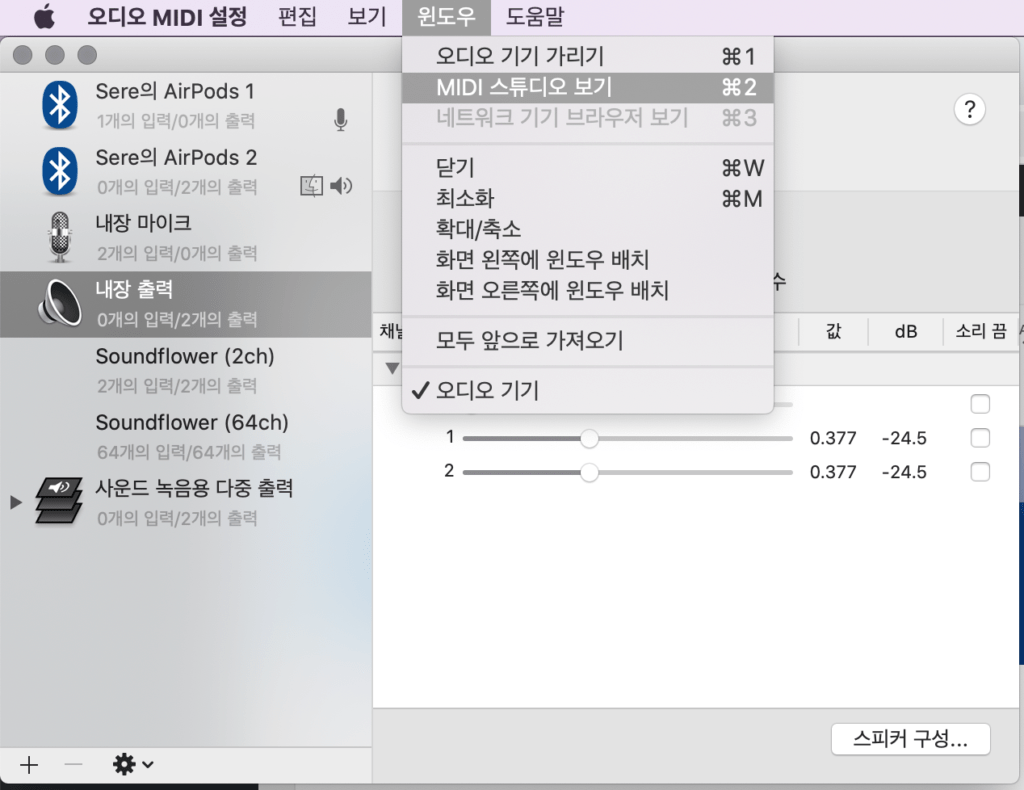 오디오 MIDI 설정 편집 보기 윈도우 도움말
오디오 기기 가리기 ⌘1
MIDI 스튜디오 보기 ⌘2
네트워크 기기 브라우저 보기 ⌘3
닫기 ⌘W
최소화 ⌘M
확대/축소
화면 왼쪽에 윈도우 배치
화면 오른쪽에 윈도우 배치
모두 앞으로 가져오기
✓ 오디오 기기
Sere의 AirPods 1
1개의 입력/0개의 출력
Sere의 AirPods 2
0개의 입력/2개의 출력
내장 마이크
2개의 입력/0개의 출력
내장 출력
0개의 입력/2개의 출력
Soundflower (2ch)
2개의 입력/2개의 출력
Soundflower (64ch)
64개의 입력/64개의 출력
사운드 녹음용 다중 출력
0개의 입력/2개의 출력
?
수
채널 값 dB 소리 끔
1 0.377 -24.5
2 0.377 -24.5
스피커 구성...